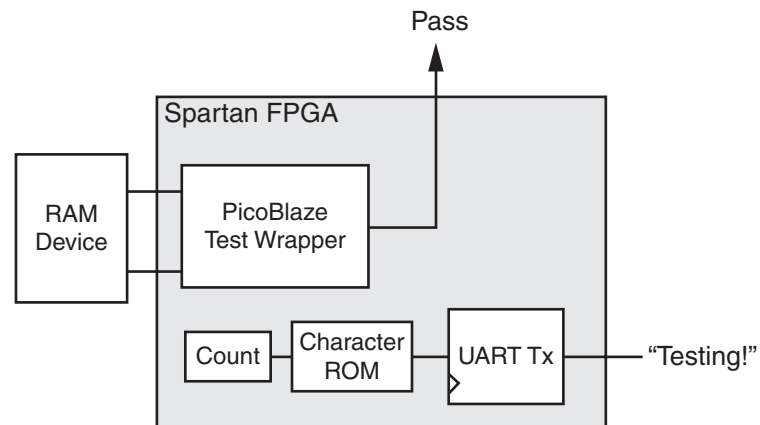 Pass
Spartan FPGA
RAM
Device
PicoBlaze
Test Wrapper
Count
Character
ROM
UART Tx
“Testing!”